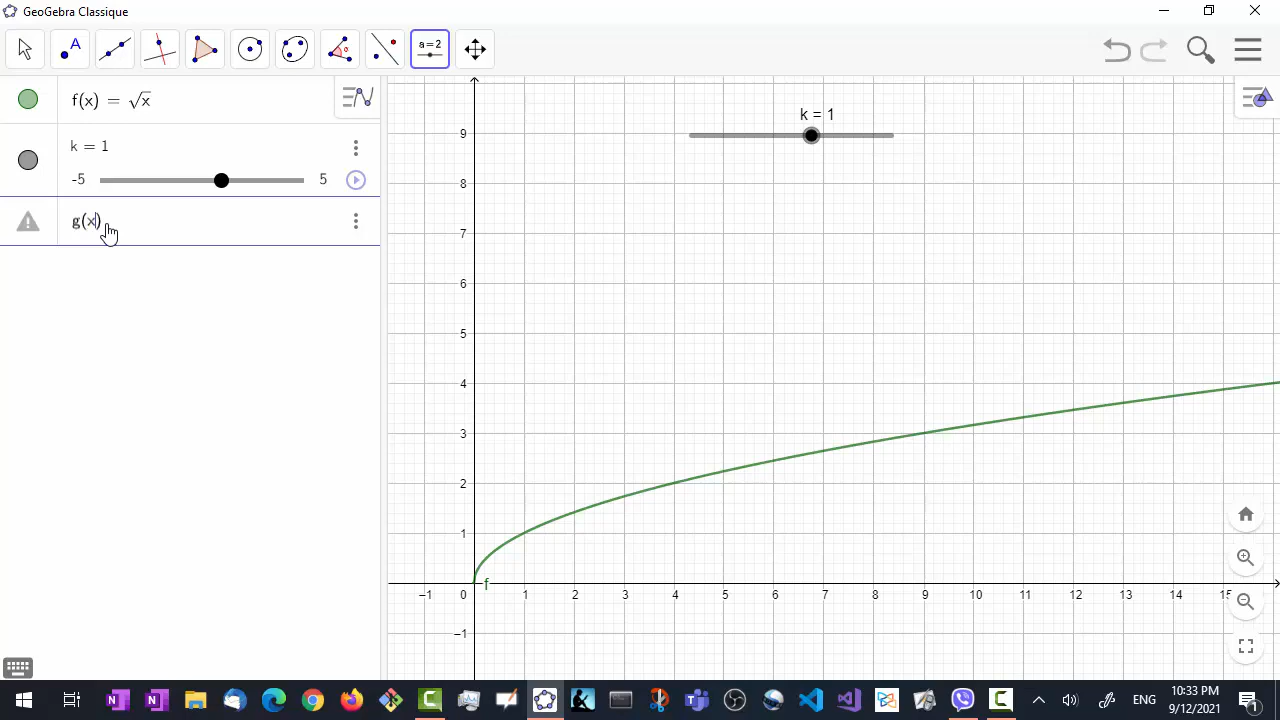 GeoGebra Classique
A
α
a=2
f(x) = √x
k = 1
-5
5
g(x)
k = 1
9
8
7
6
5
4
3
2
1
f
−1
0
1
2
3
4
5
6
7
8
9
10
11
12
13
14
15
−1
ENG
10:33 PM
9/12/2021
1